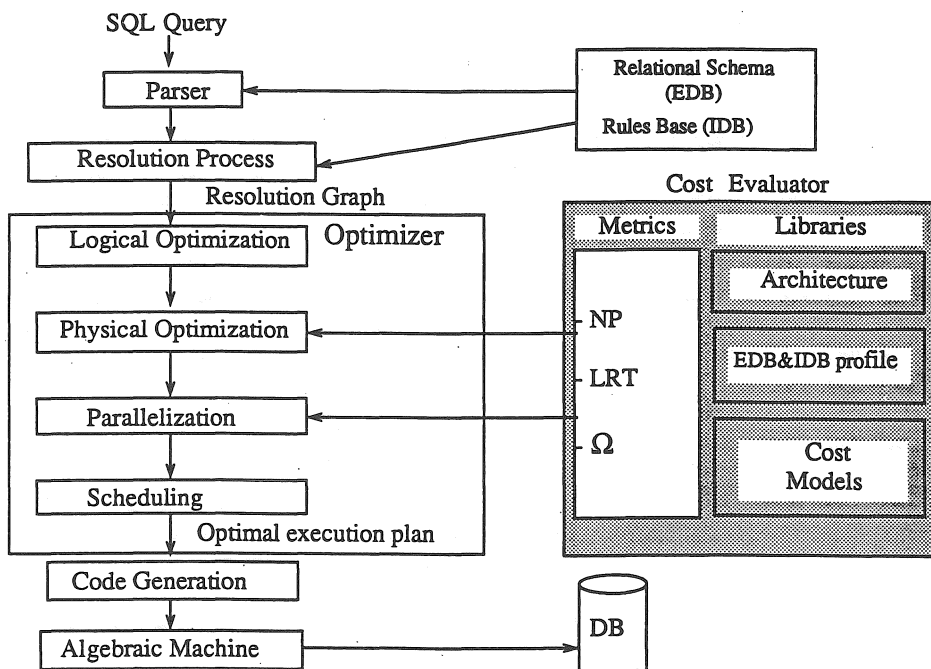 SQL Query
Parser
Relational Schema
(EDB)
Rules Base (IDB)
Resolution Process
Resolution Graph
Cost Evaluator
Optimizer
Logical Optimization
Physical Optimization
Parallelization
Scheduling
Optimal execution plan
Metrics
NP
LRT
Ω
Libraries
Architecture
EDB&IDB profile
Cost
Models
Code Generation
Algebraic Machine
DB